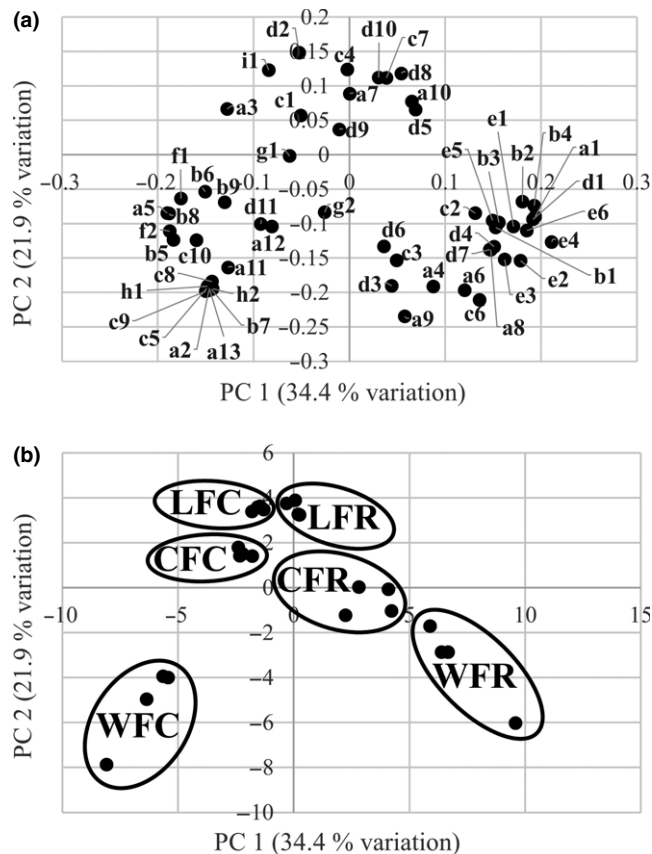 (a)
0.2
d2
d10
c7
0.15
i1
c4
d8
0.1
a3
c1
a7
a10
0.05
d9
d5
e1
b4
f1
g1
0
b3
b2
a1
e5
−0.3
−0.2
−0.1
0
0.1
0.2
0.3
b6
b9
d1
−0.05
a5
b8
d11
g2
c2
e6
−0.1
f2
a12
d6
d4
e4
b5
c10
−0.15
c3
d7
c8
a11
d3
a4
a6
e3
e2
b1
h1
h2
−0.2
c9
b7
a9
c6
a8
c5
−0.25
a2
a13
−0.3
PC 2 (21.9 % variation)
PC 1 (34.4 % variation)
(b)
6
LFC
4
LFR
CFC
2
CFR
0
−10
−5
0
5
10
15
−2
WFR
−4
WFC
−6
−8
−10
PC 2 (21.9 % variation)
PC 1 (34.4 % variation)